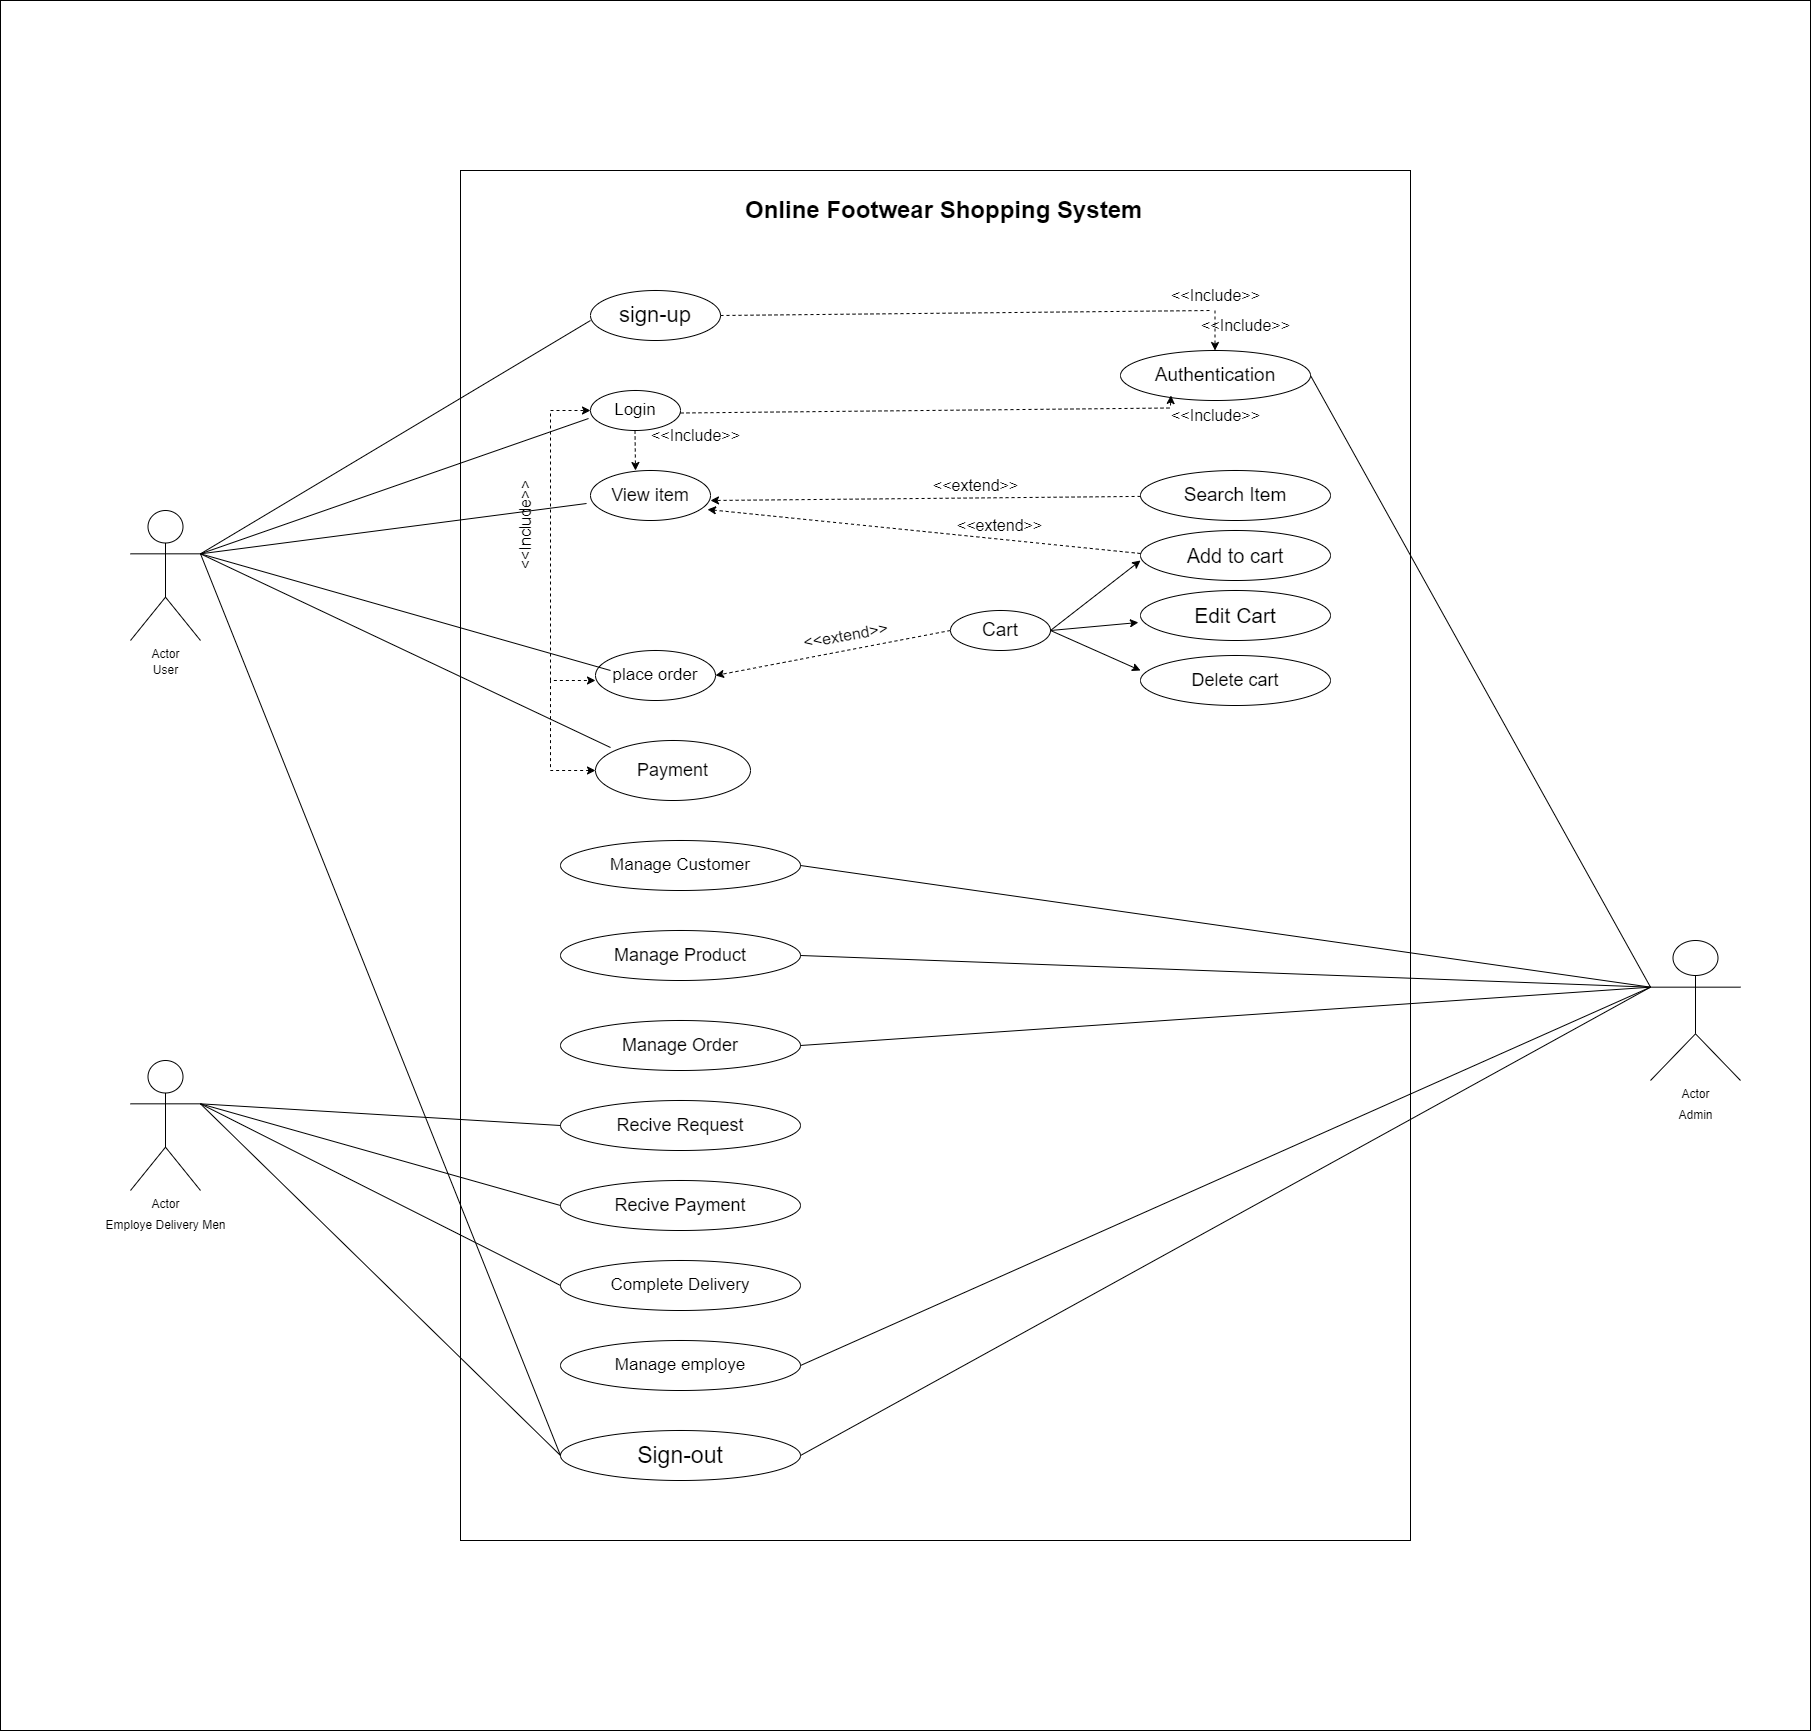 Online Footwear Shopping System
sign-up
<<Include>>
<<Include>>
Authentication
Login
<<Include>>
<<Include>>
View item
<<extend>>
Search Item
<<Include>>
<<extend>>
Add to cart
Edit Cart
Cart
<<extend>>
place order
Delete cart
Actor
User
Payment
Manage Customer
Manage Product
Manage Order
Actor
Admin
Recive Request
Recive Payment
Actor
Employe Delivery Men
Complete Delivery
Manage employe
Sign-out